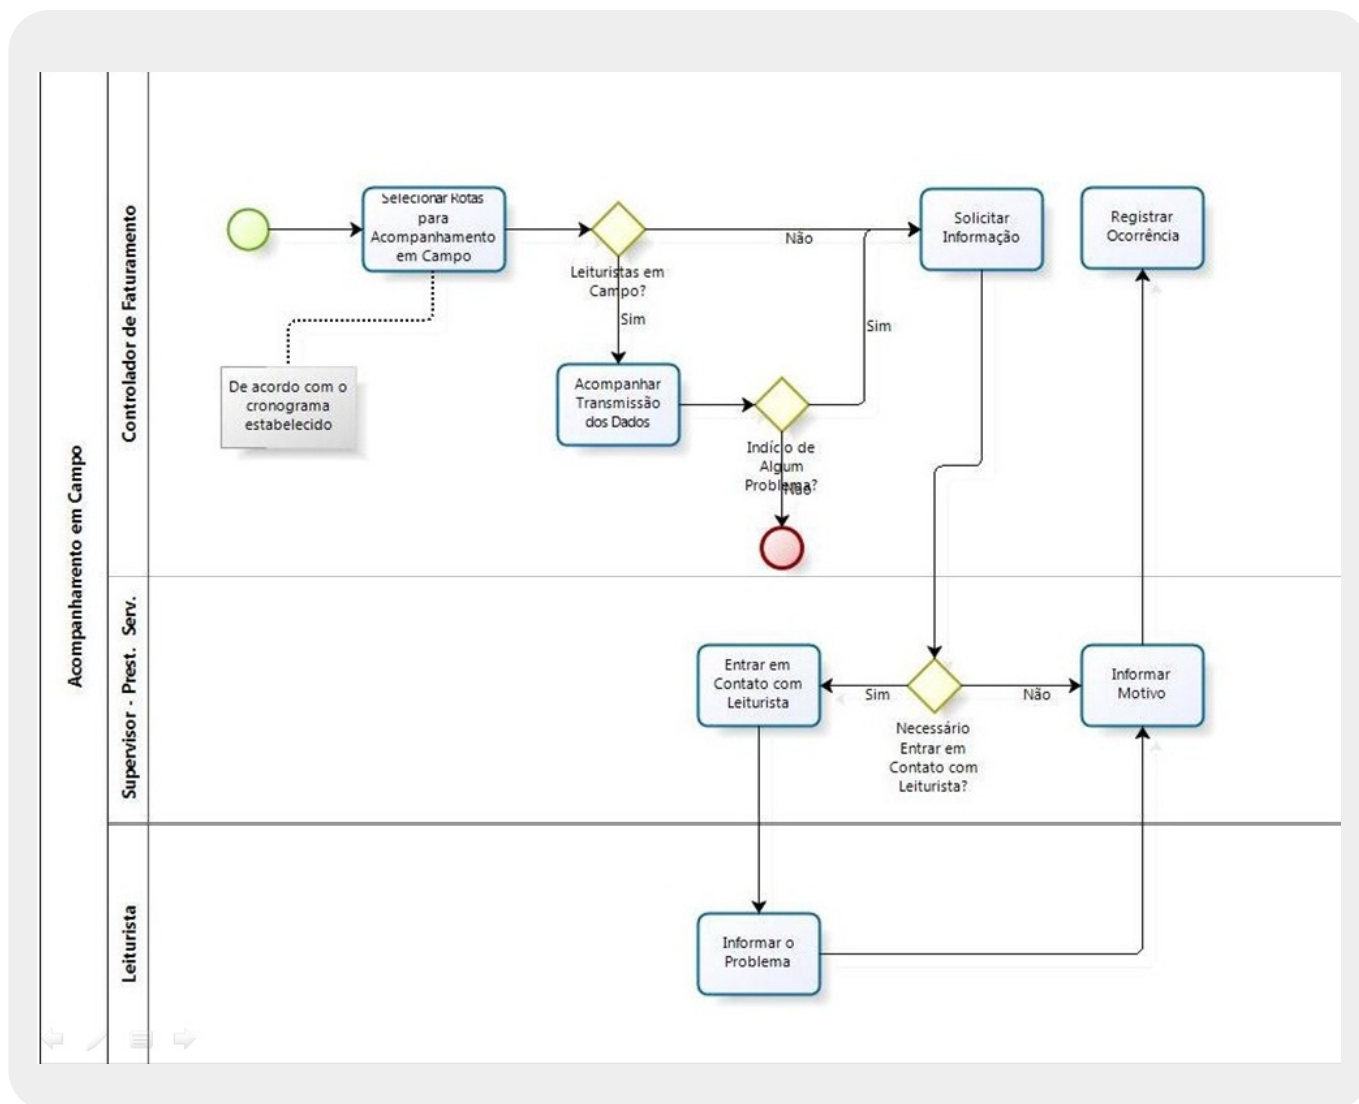 Acompanhamento em Campo
Controlador de Faturamento
Selecionar Rotas
para
Acompanhamento
em Campo
De acordo com o
cronograma
estabelecido
Leituristas em
Campo?
Não
Sim
Acompanhar
Transmissão
dos Dados
Indício de
Algum
Problema?
Não
Sim
Solicitar
Informação
Registrar
Ocorrência
Supervisor - Prest. Serv.
Entrar em
Contato com
Leiturista
Sim
Necessário
Entrar em
Contato com
Leiturista?
Não
Informar
Motivo
Leiturista
Informar o
Problema